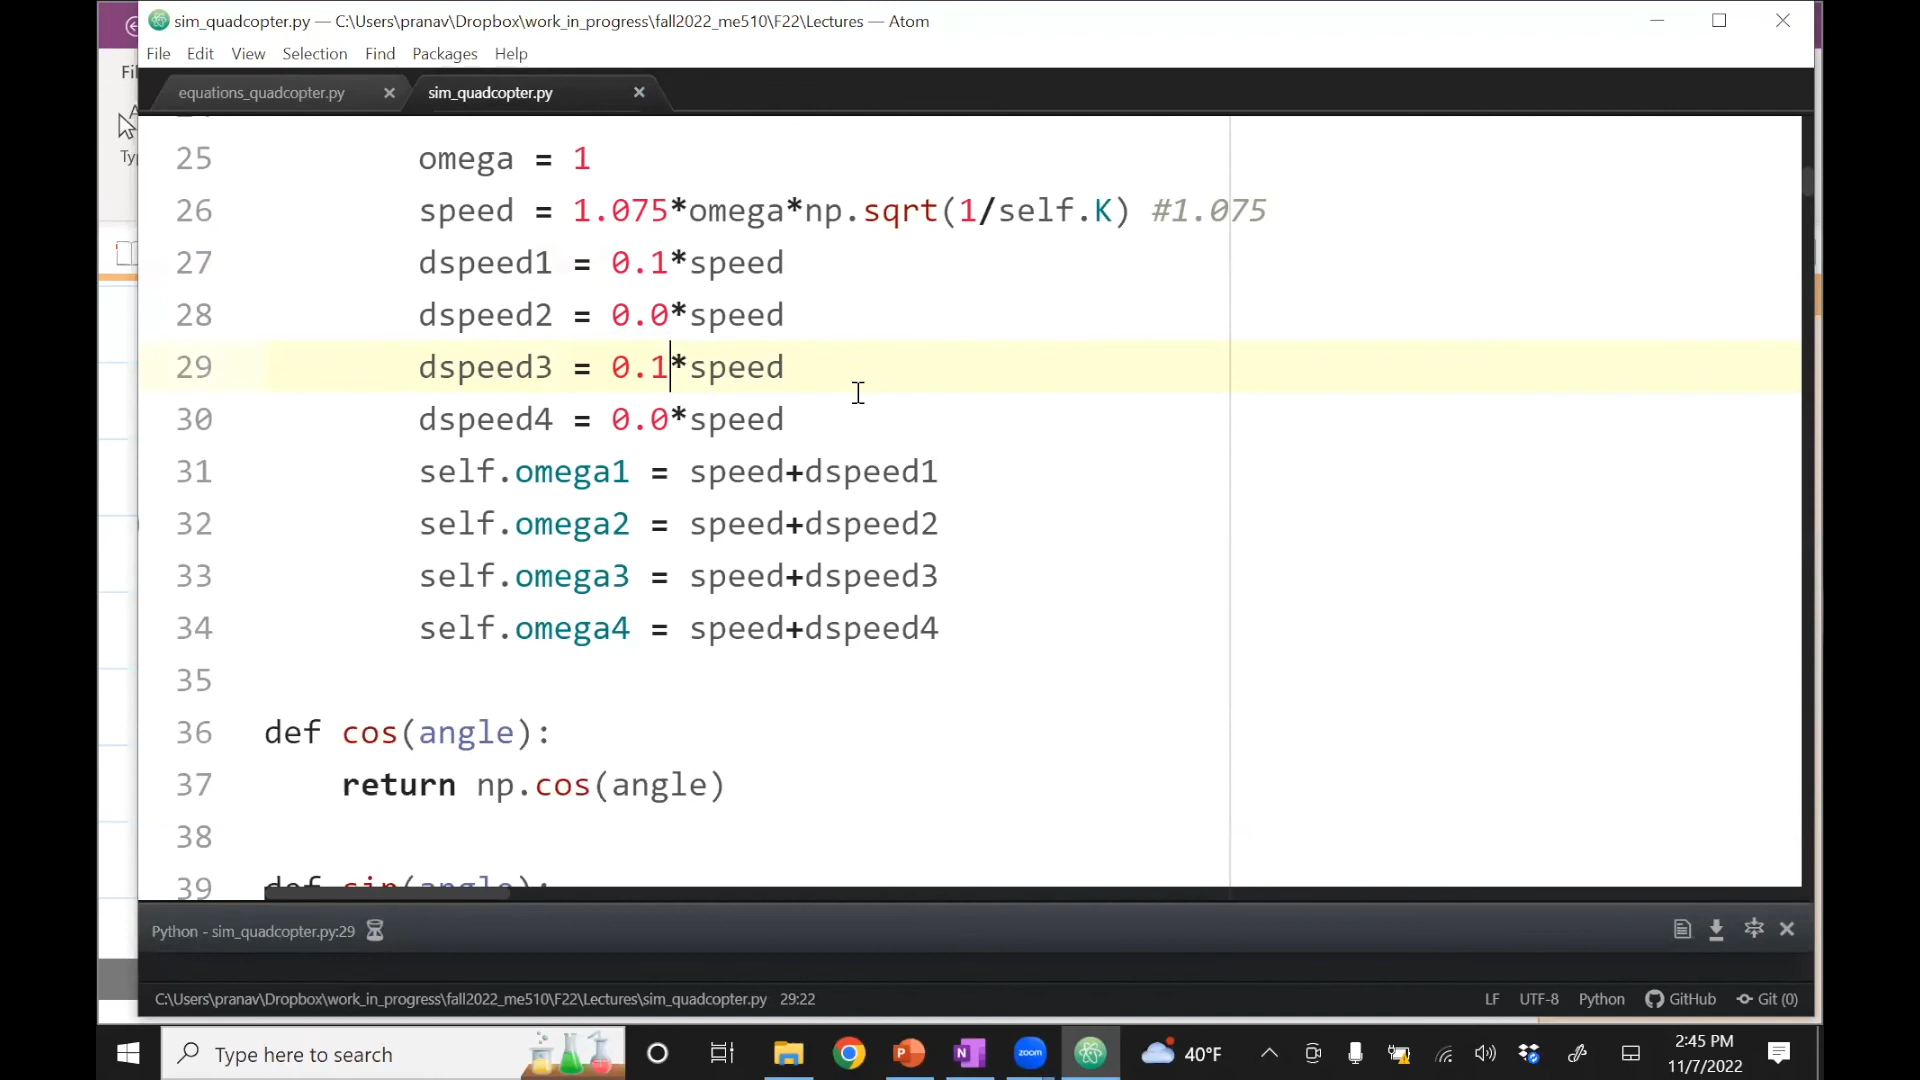 sim_quadcopter.py — C:\Users\pranav\Dropbox\work_in_progress\fall2022_me510\F22\Lectures — Atom
File Edit View Selection Find Packages Help
equations_quadcopter.py sim_quadcopter.py
25 omega = 1
26 speed = 1.075*omega*np.sqrt(1/self.K) #1.075
27 dspeed1 = 0.1*speed
28 dspeed2 = 0.0*speed
29 dspeed3 = 0.1*speed
30 dspeed4 = 0.0*speed
31 self.omega1 = speed+dspeed1
32 self.omega2 = speed+dspeed2
33 self.omega3 = speed+dspeed3
34 self.omega4 = speed+dspeed4
35
36 def cos(angle):
37 return np.cos(angle)
38
39 def sin(angle):
Python - sim_quadcopter.py:29
C:\Users\pranav\Dropbox\work_in_progress\fall2022_me510\F22\Lectures\sim_quadcopter.py 29:22 LF UTF-8 Python GitHub Git (0)
Type here to search zoom 40°F 2:45 PM
11/7/2022